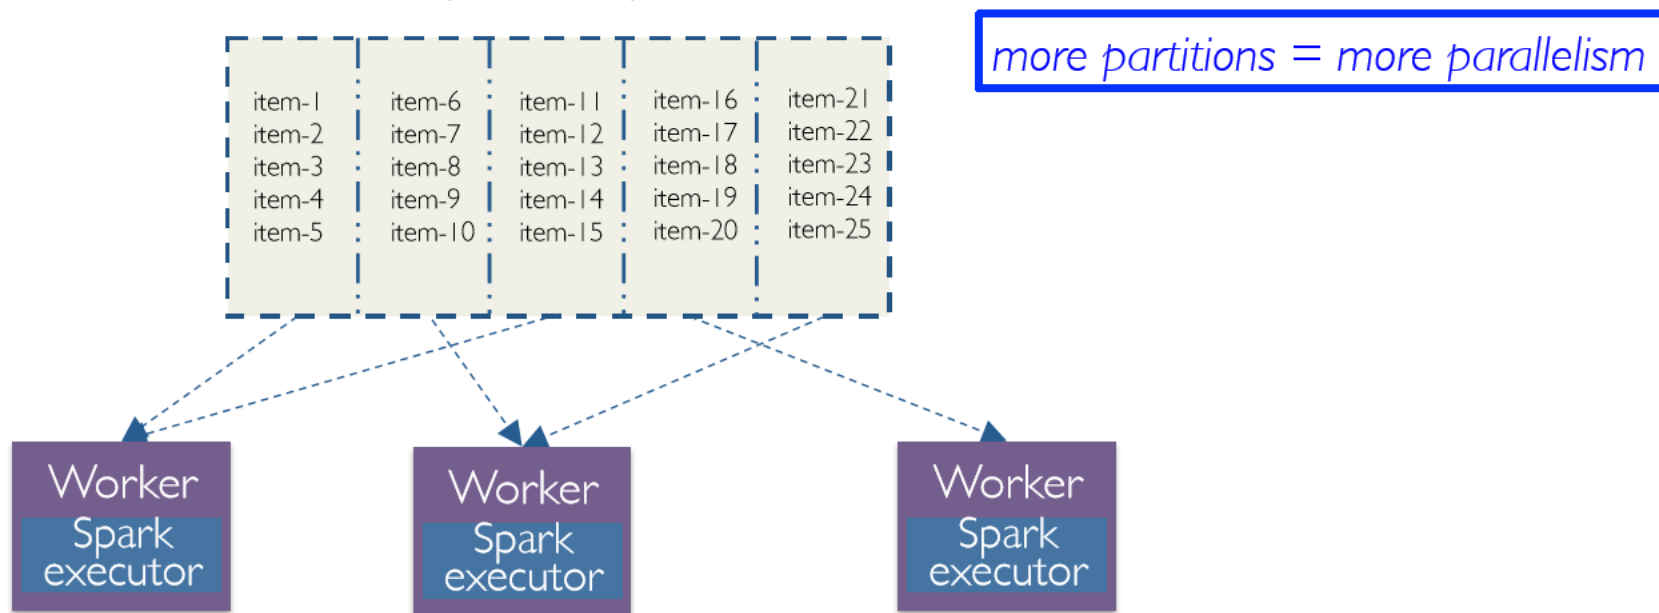 more partitions = more parallelism
item-1
item-2
item-3
item-4
item-5
item-6
item-7
item-8
item-9
item-10
item-11
item-12
item-13
item-14
item-15
item-16
item-17
item-18
item-19
item-20
item-21
item-22
item-23
item-24
item-25
Worker
Spark
executor
Worker
Spark
executor
Worker
Spark
executor